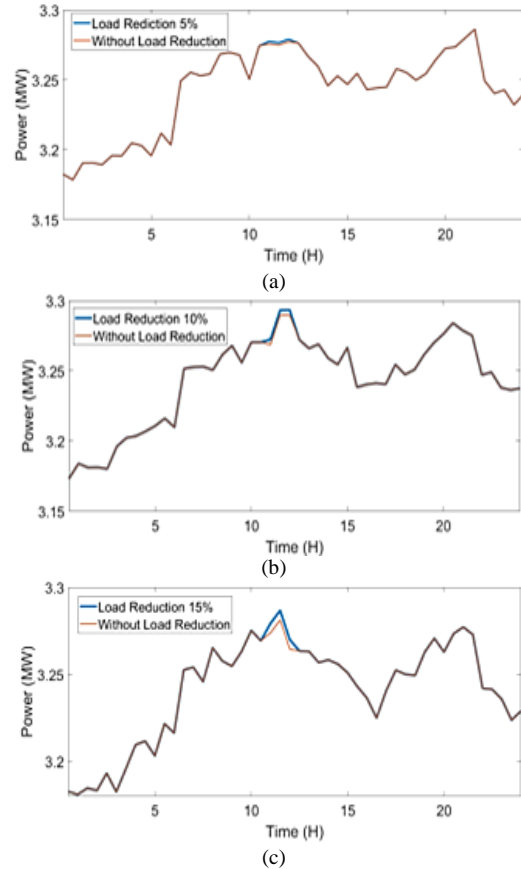 3.3
Load Rediction 5%
Without Load Reduction
3.25
Power (MW)
3.2
3.15
5 10 15 20
Time (H)
(a)
3.3
Load Reduction 10%
Without Load Reduction
3.25
Power (MW)
3.2
3.15
5 10 15 20
Time (H)
(b)
3.3
Load Reduction 15%
Without Load Reduction
3.25
Power (MW)
3.2
5 10 15 20
Time (H)
(c)